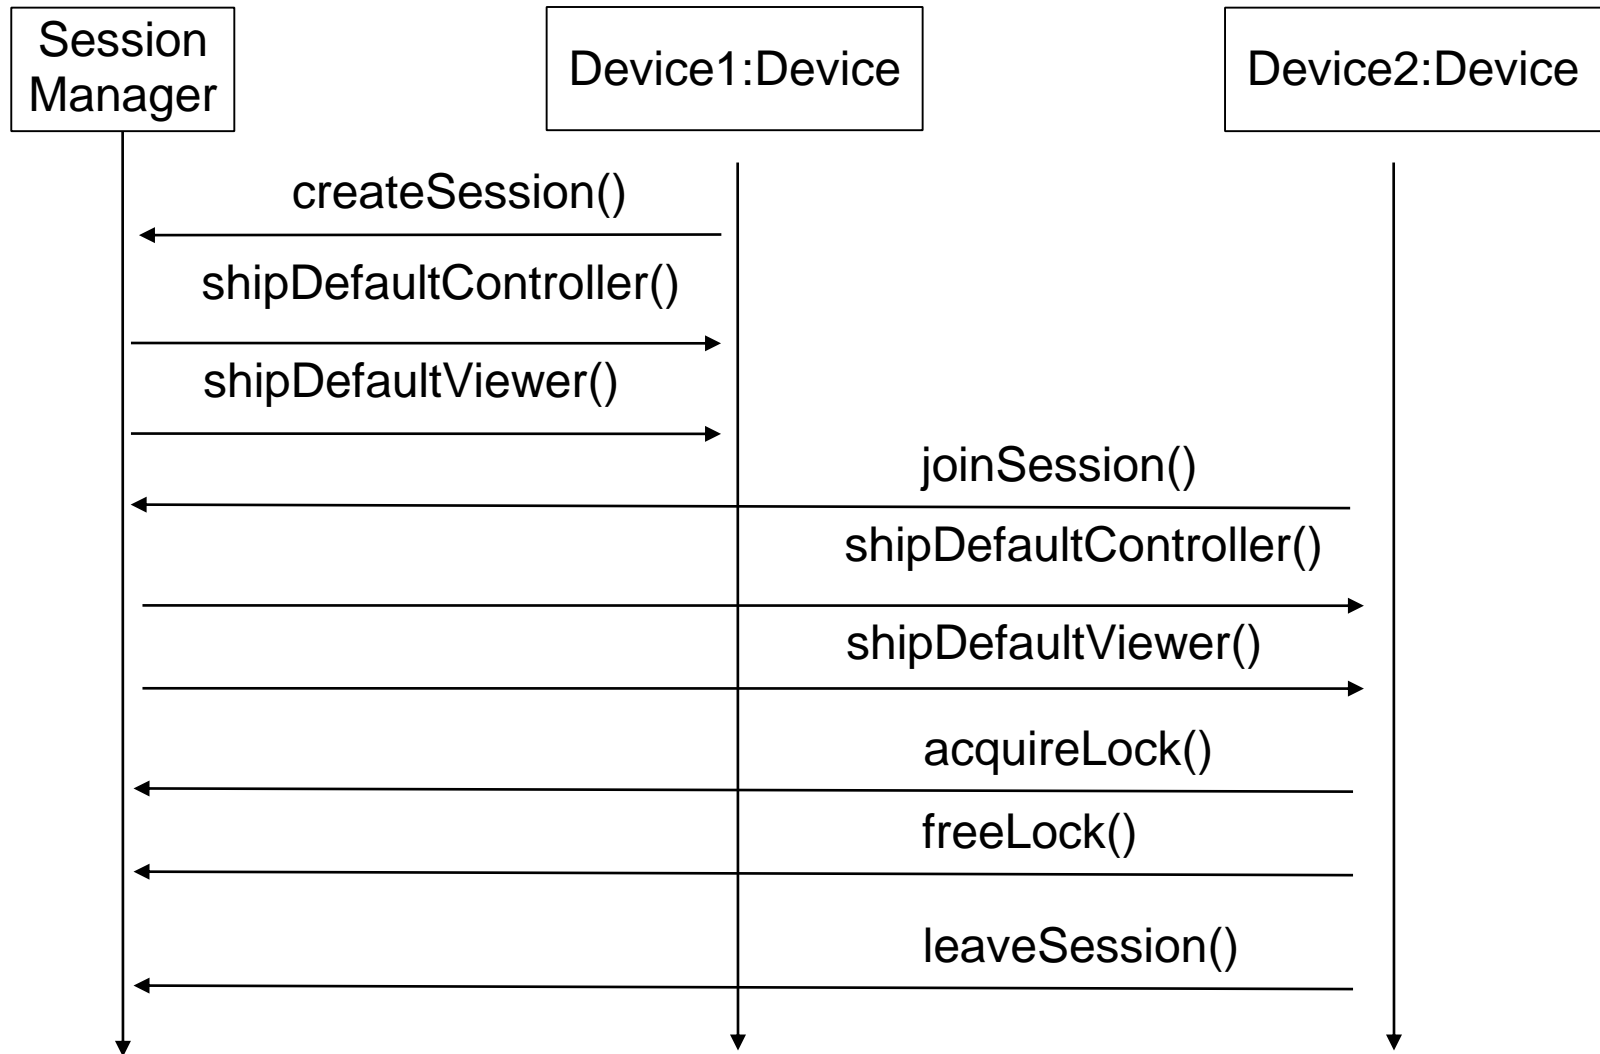 Session
Manager
Device1:Device
Device2:Device
createSession()
shipDefaultController()
shipDefaultViewer()
joinSession()
shipDefaultController()
shipDefaultViewer()
acquireLock()
freeLock()
leaveSession()